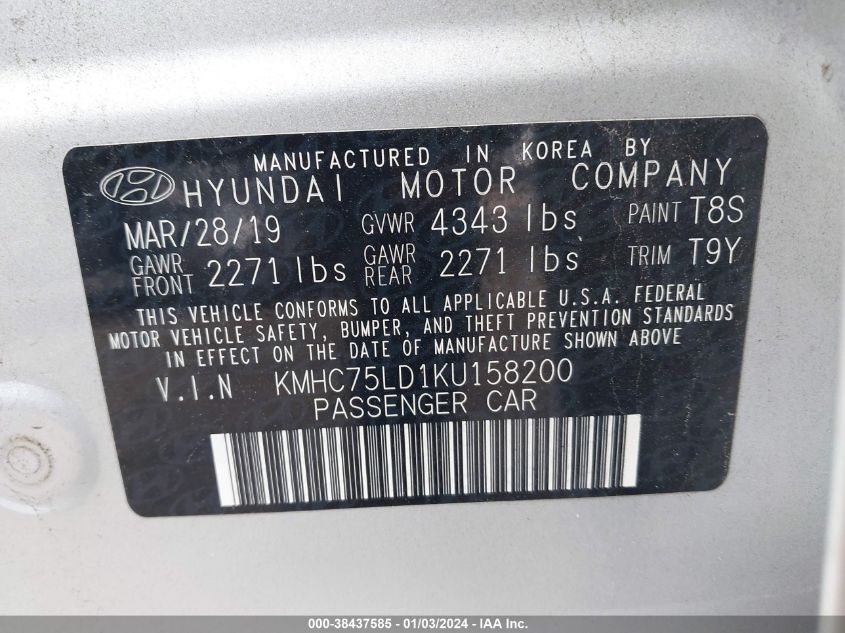 MANUFACTURED IN KOREA BY
HYUNDAI MOTOR COMPANY
MAR/28/19 GVWR 4343 lbs PAINT T8S
GAWR FRONT 2271 lbs GAWR REAR 2271 lbs TRIM T9Y
THIS VEHICLE CONFORMS TO ALL APPLICABLE U.S.A. FEDERAL
MOTOR VEHICLE SAFETY, BUMPER, AND THEFT PREVENTION STANDARDS
IN EFFECT ON THE DATE OF MANUFACTURE SHOWN ABOVE
V.I.N KMHC75LD1KU158200
PASSENGER CAR
000-38437585 - 01/03/2024 - IAA Inc.